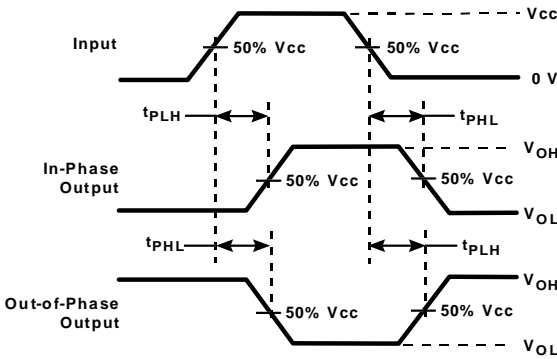 Vcc
Input
50% Vcc
50% Vcc
0 V
tPLH
tPHL
VOH
In-Phase
Output
50% Vcc
50% Vcc
VOL
tPHL
tPLH
VOH
Out-of-Phase
Output
50% Vcc
50% Vcc
VOL